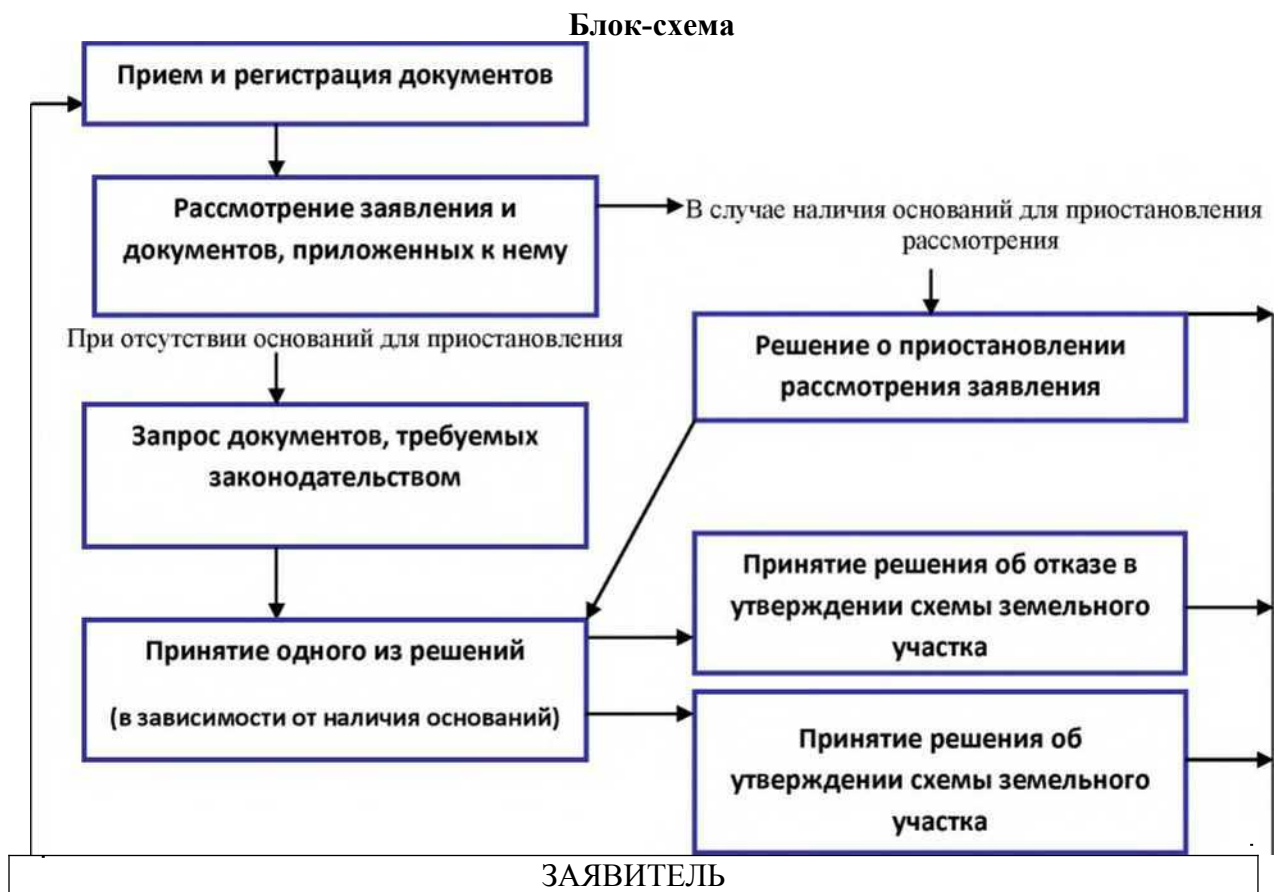 Блок-схема
Прием и регистрация документов
Рассмотрение заявления и
документов, приложенных к нему
В случае наличия оснований для приостановления
рассмотрения
При отсутствии оснований для приостановления
Решение о приостановлении
рассмотрения заявления
Запрос документов, требуемых
законодательством
Принятие решения об отказе в
утверждении схемы земельного
участка
Принятие одного из решений
(в зависимости от наличия оснований)
Принятие решения об
утверждении схемы земельного
участка
ЗАЯВИТЕЛЬ